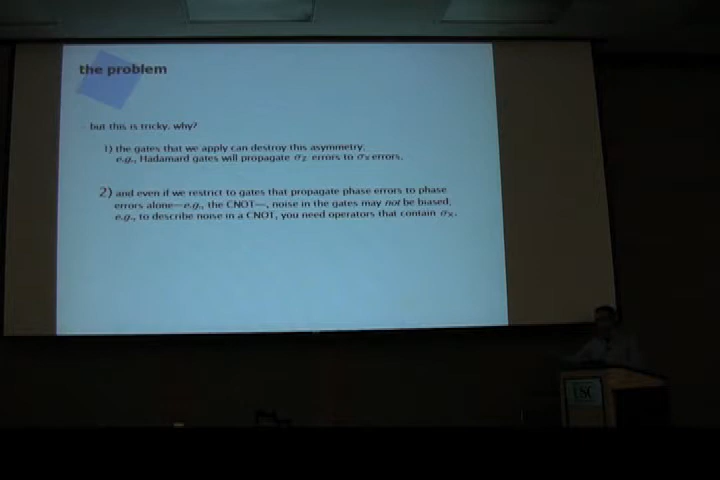 the problem
- but this is tricky. why?
1) the gates that we apply can destroy this asymmetry,
e.g., Hadamard gates will propagate σz errors to σx errors.
2) and even if we restrict to gates that propagate phase errors to phase
errors alone—e.g., the CNOT—, noise in the gates may not be biased,
e.g., to describe noise in a CNOT, you need operators that contain σx.
USC